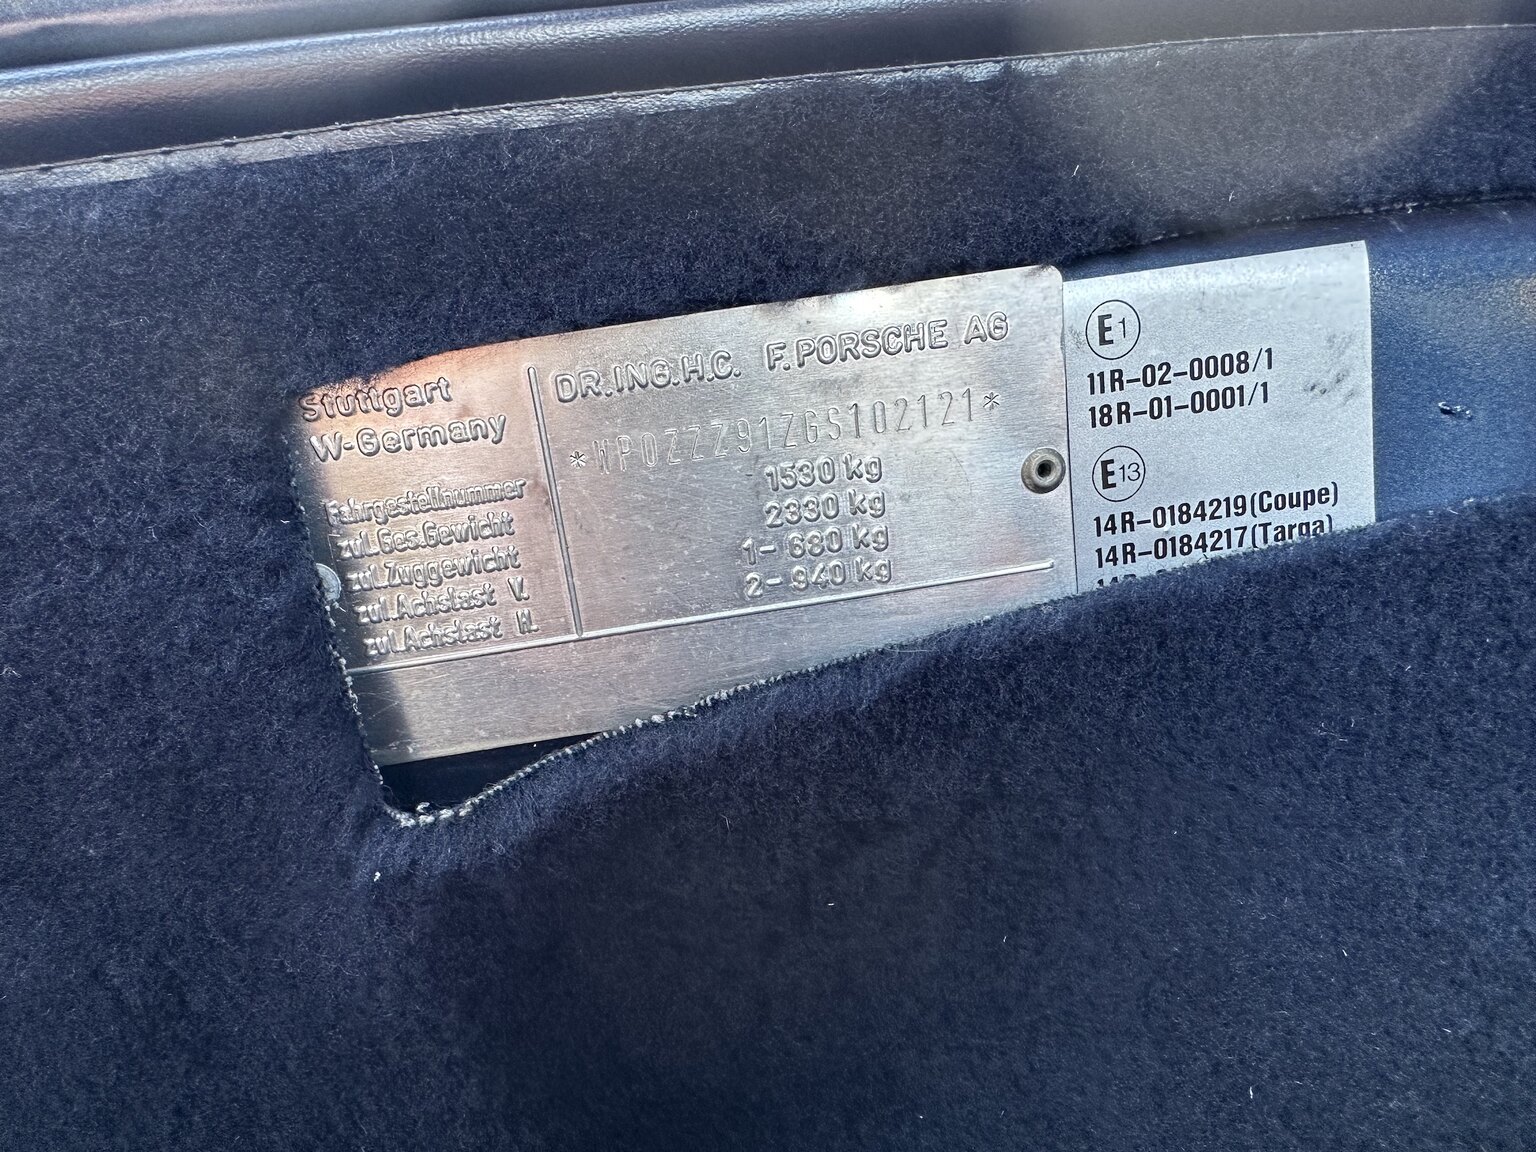 Stuttgart
W-Germany
DR.ING.H.C. F.PORSCHE AG
*WP0ZZZ91ZGS102121*
Fahrgestellnummer
zul.Ges.Gewicht 1530 kg
zul.Zuggewicht 2330 kg
zul.Achslast V. 1- 680 kg
zul.Achslast H. 2- 940 kg
E1
11R-02-0008/1
18R-01-0001/1
E13
14R-0184219(Coupe)
14R-0184217(Targa)